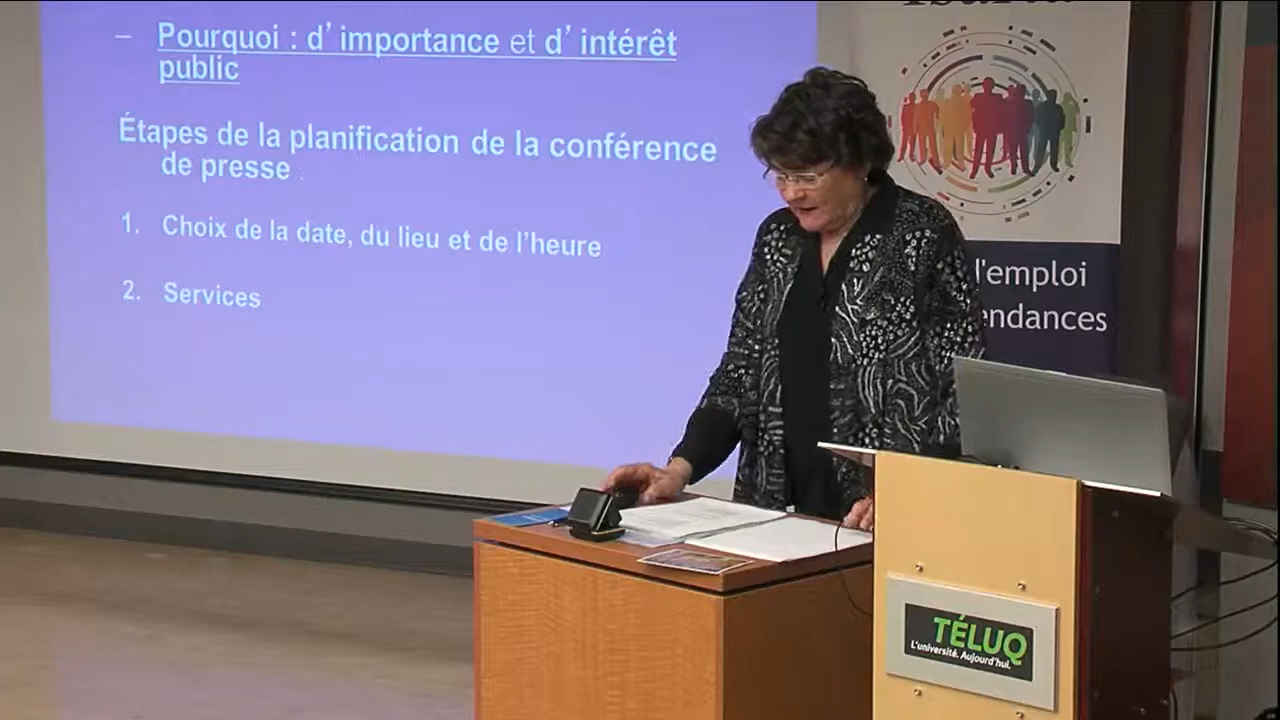 – Pourquoi : d’ importance et d’ intérêt
public
Étapes de la planification de la conférence
de presse :
1. Choix de la date, du lieu et de l’heure
2. Services
d'emploi
endances
TÉLUQ
L'université. Aujourd'hui.